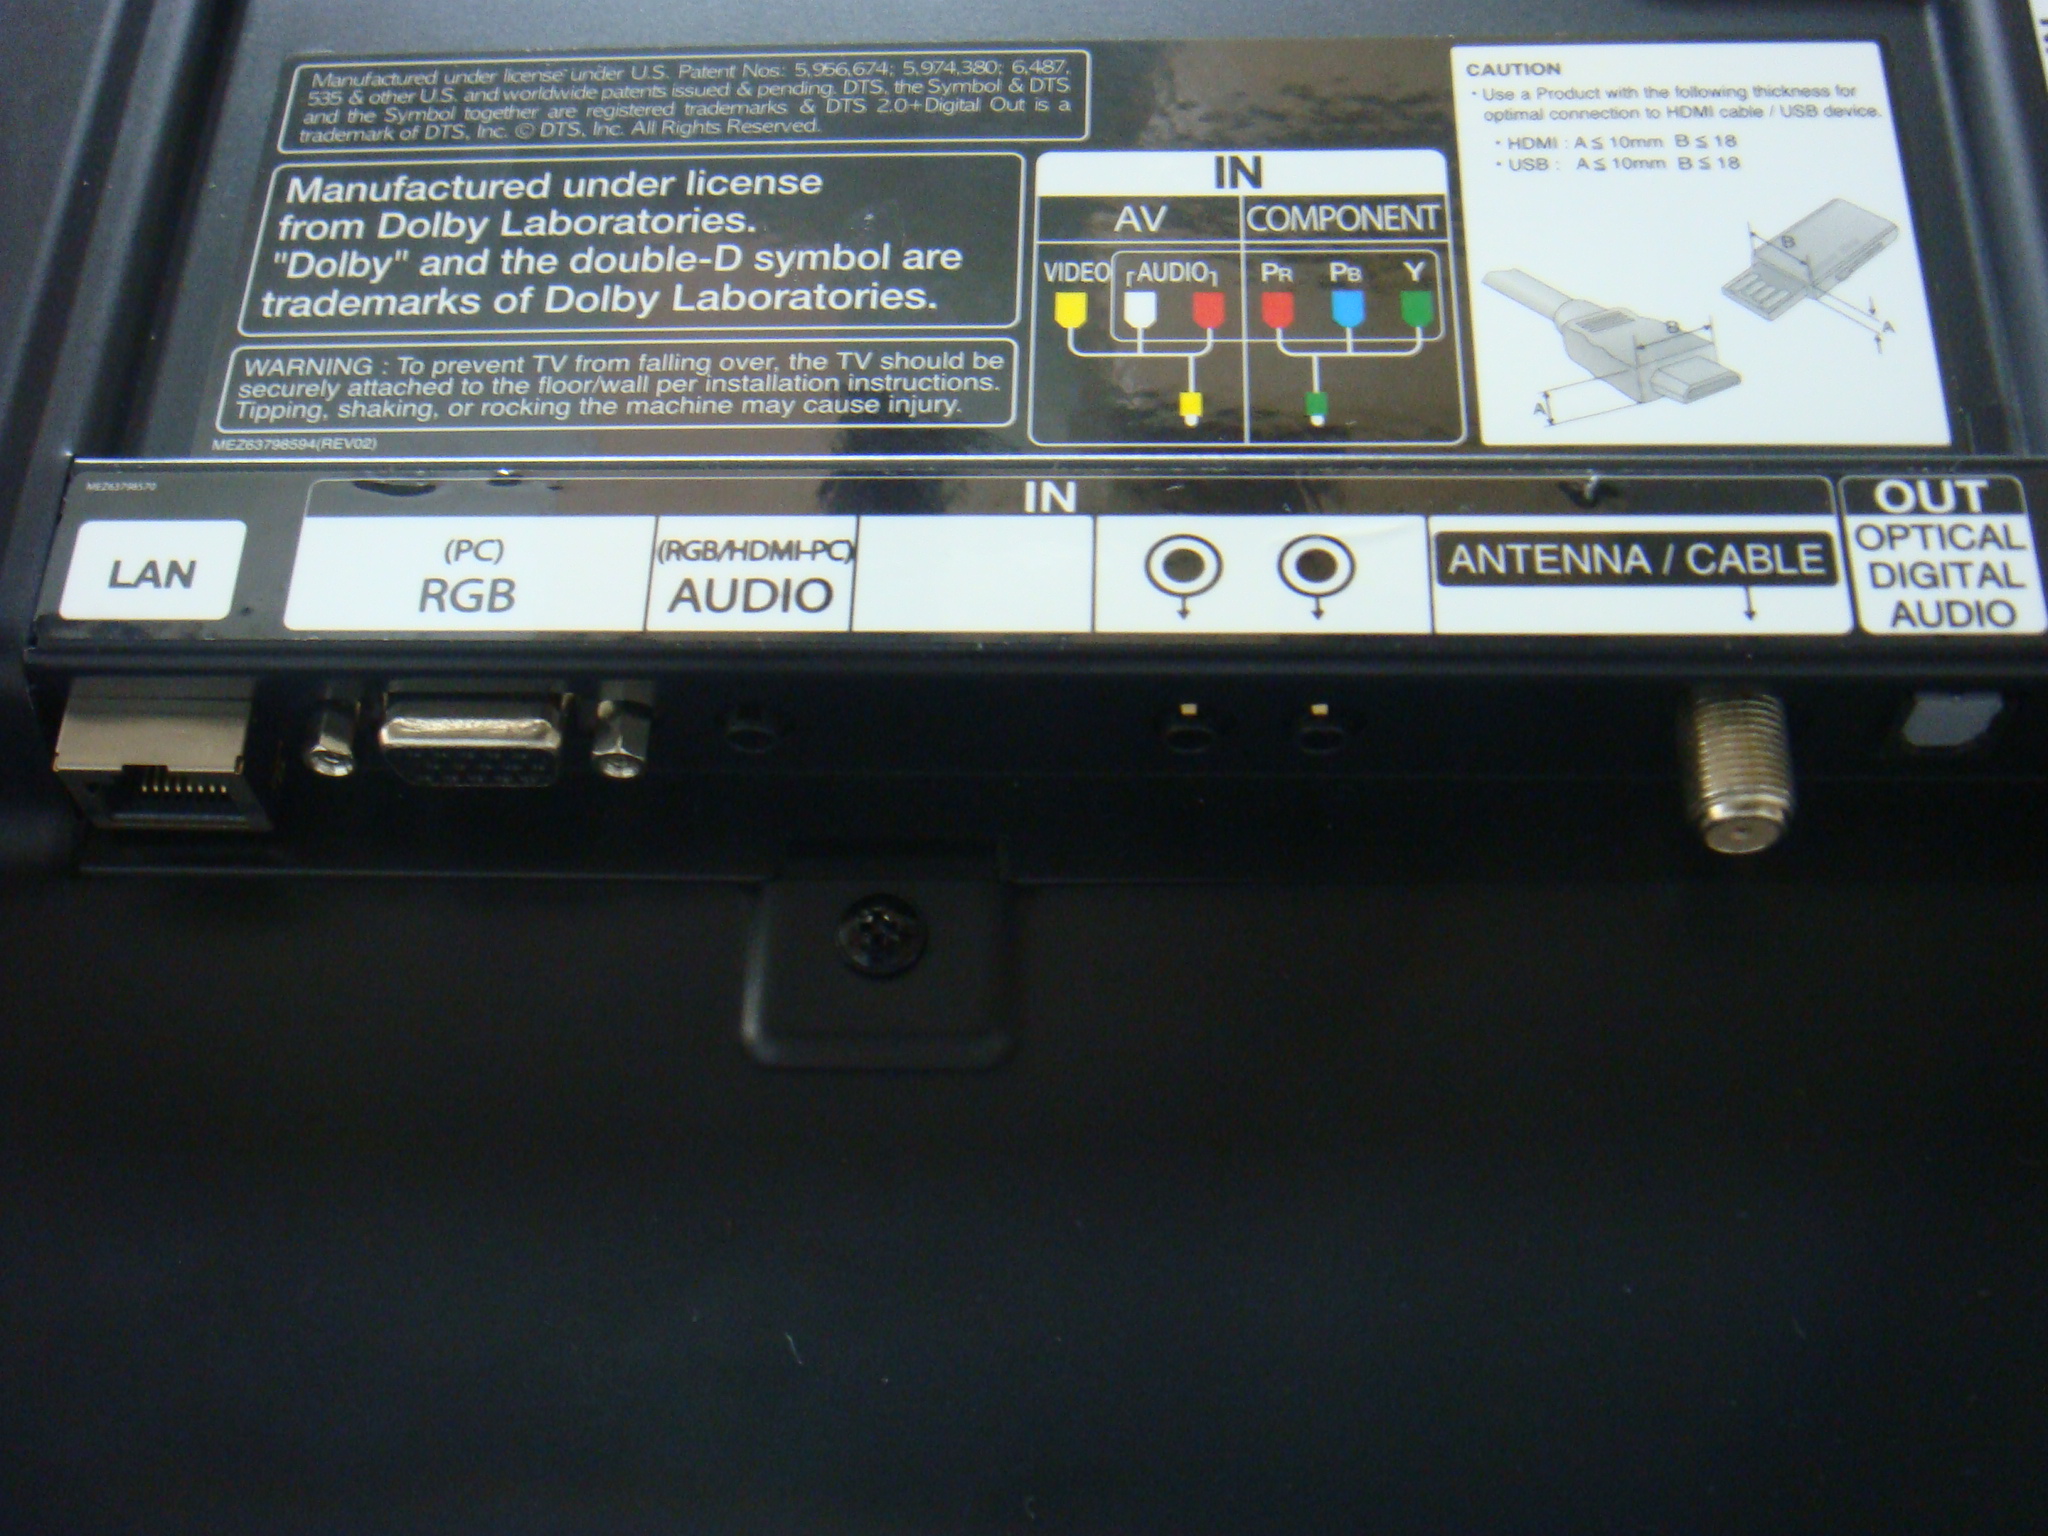 Manufactured under license under U.S. Patent Nos: 5,956,674; 5,974,380; 6,487,
535 & other U.S. and worldwide patents issued & pending. DTS, the Symbol & DTS
and the Symbol together are registered trademarks & DTS 2.0+Digital Out is a
trademark of DTS, Inc. © DTS, Inc. All Rights Reserved.
Manufactured under license
from Dolby Laboratories.
"Dolby" and the double-D symbol are
trademarks of Dolby Laboratories.
WARNING : To prevent TV from falling over, the TV should be
securely attached to the floor/wall per installation instructions.
Tipping, shaking, or rocking the machine may cause injury.
MEZ63798594(REV02)
IN
AV COMPONENT
VIDEO AUDIO PR PB Y
CAUTION
• Use a Product with the following thickness for
optimal connection to HDMI cable / USB device.
• HDMI : A ≤ 10mm B ≤ 18
• USB : A ≤ 10mm B ≤ 18
B
A
B
A
MEZ63798570
LAN
IN
(PC)
RGB
(RGB/HDMI-PC)
AUDIO
ANTENNA / CABLE
OUT
OPTICAL
DIGITAL
AUDIO